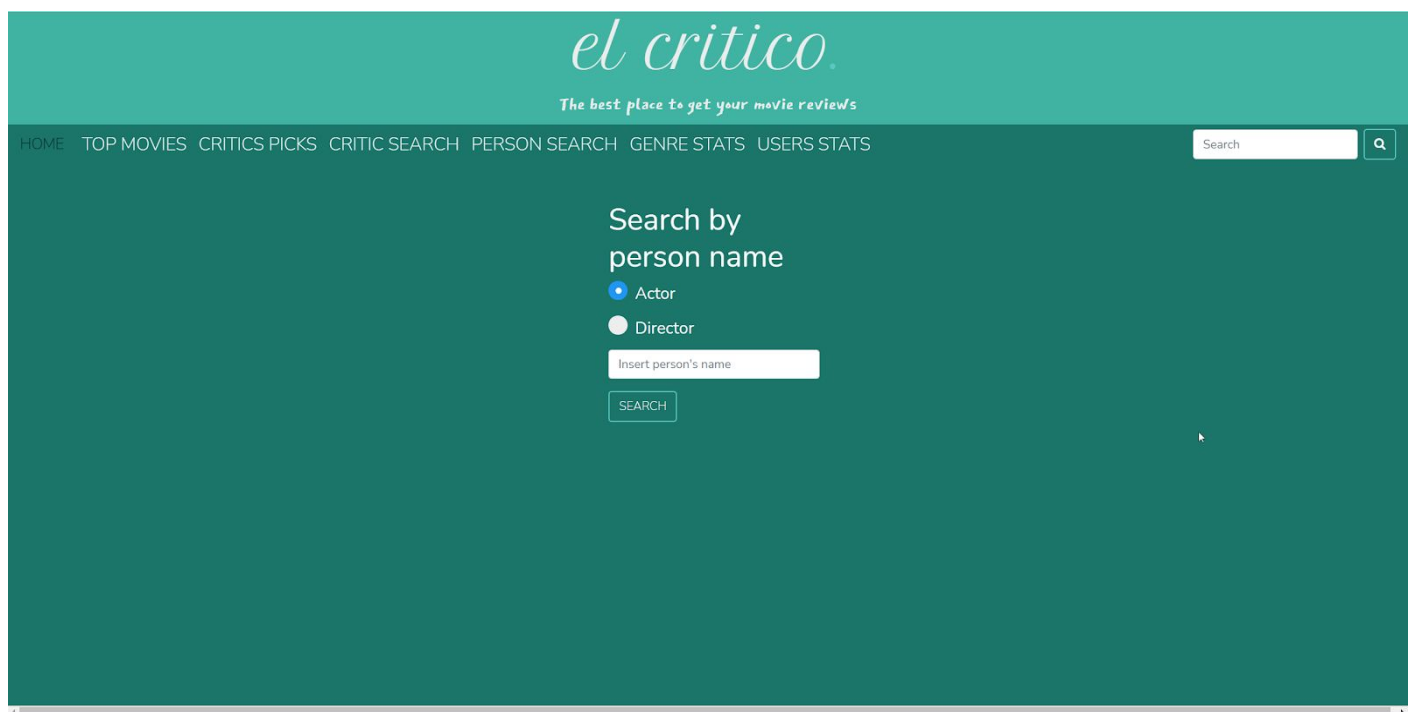 el critico.
The best place to get your movie reviews
HOME TOP MOVIES CRITICS PICKS CRITIC SEARCH PERSON SEARCH GENRE STATS USERS STATS Search
Search by
person name
Actor
Director
Insert person's name
SEARCH